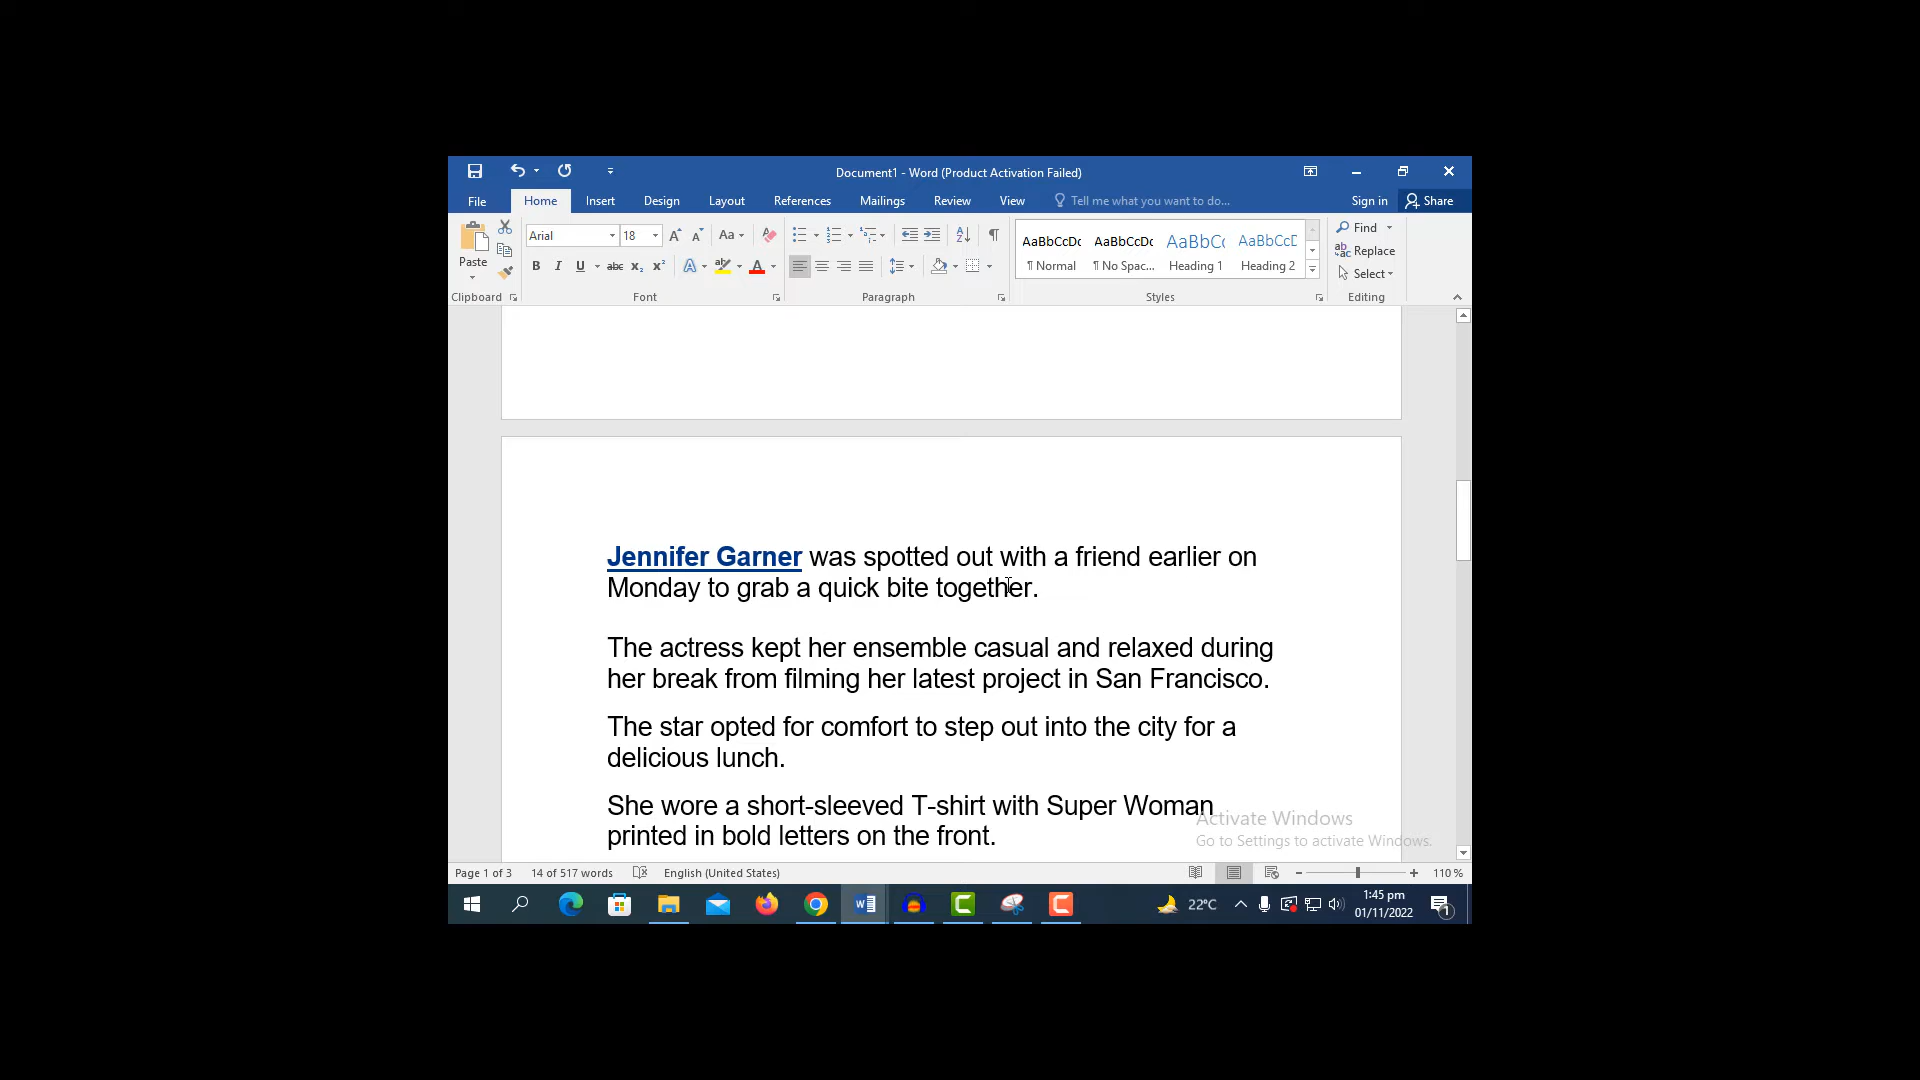 Document1 - Word (Product Activation Failed)
File Home Insert Design Layout References Mailings Review View Tell me what you want to do... Sign in Share
Paste
Arial 18 Aa
B I U abc X₂ X² A A
Clipboard Font Paragraph Styles Editing
AaBbCcDc AaBbCcDc AaBbCc AaBbCcD
¶ Normal ¶ No Spac... Heading 1 Heading 2
Find
Replace
Select
Jennifer Garner was spotted out with a friend earlier on
Monday to grab a quick bite together.
The actress kept her ensemble casual and relaxed during
her break from filming her latest project in San Francisco.
The star opted for comfort to step out into the city for a
delicious lunch.
She wore a short-sleeved T-shirt with Super Woman
printed in bold letters on the front.
Activate Windows
Go to Settings to activate Windows.
Page 1 of 3 14 of 517 words English (United States) 110 %
22°C 1:45 pm
01/11/2022
1